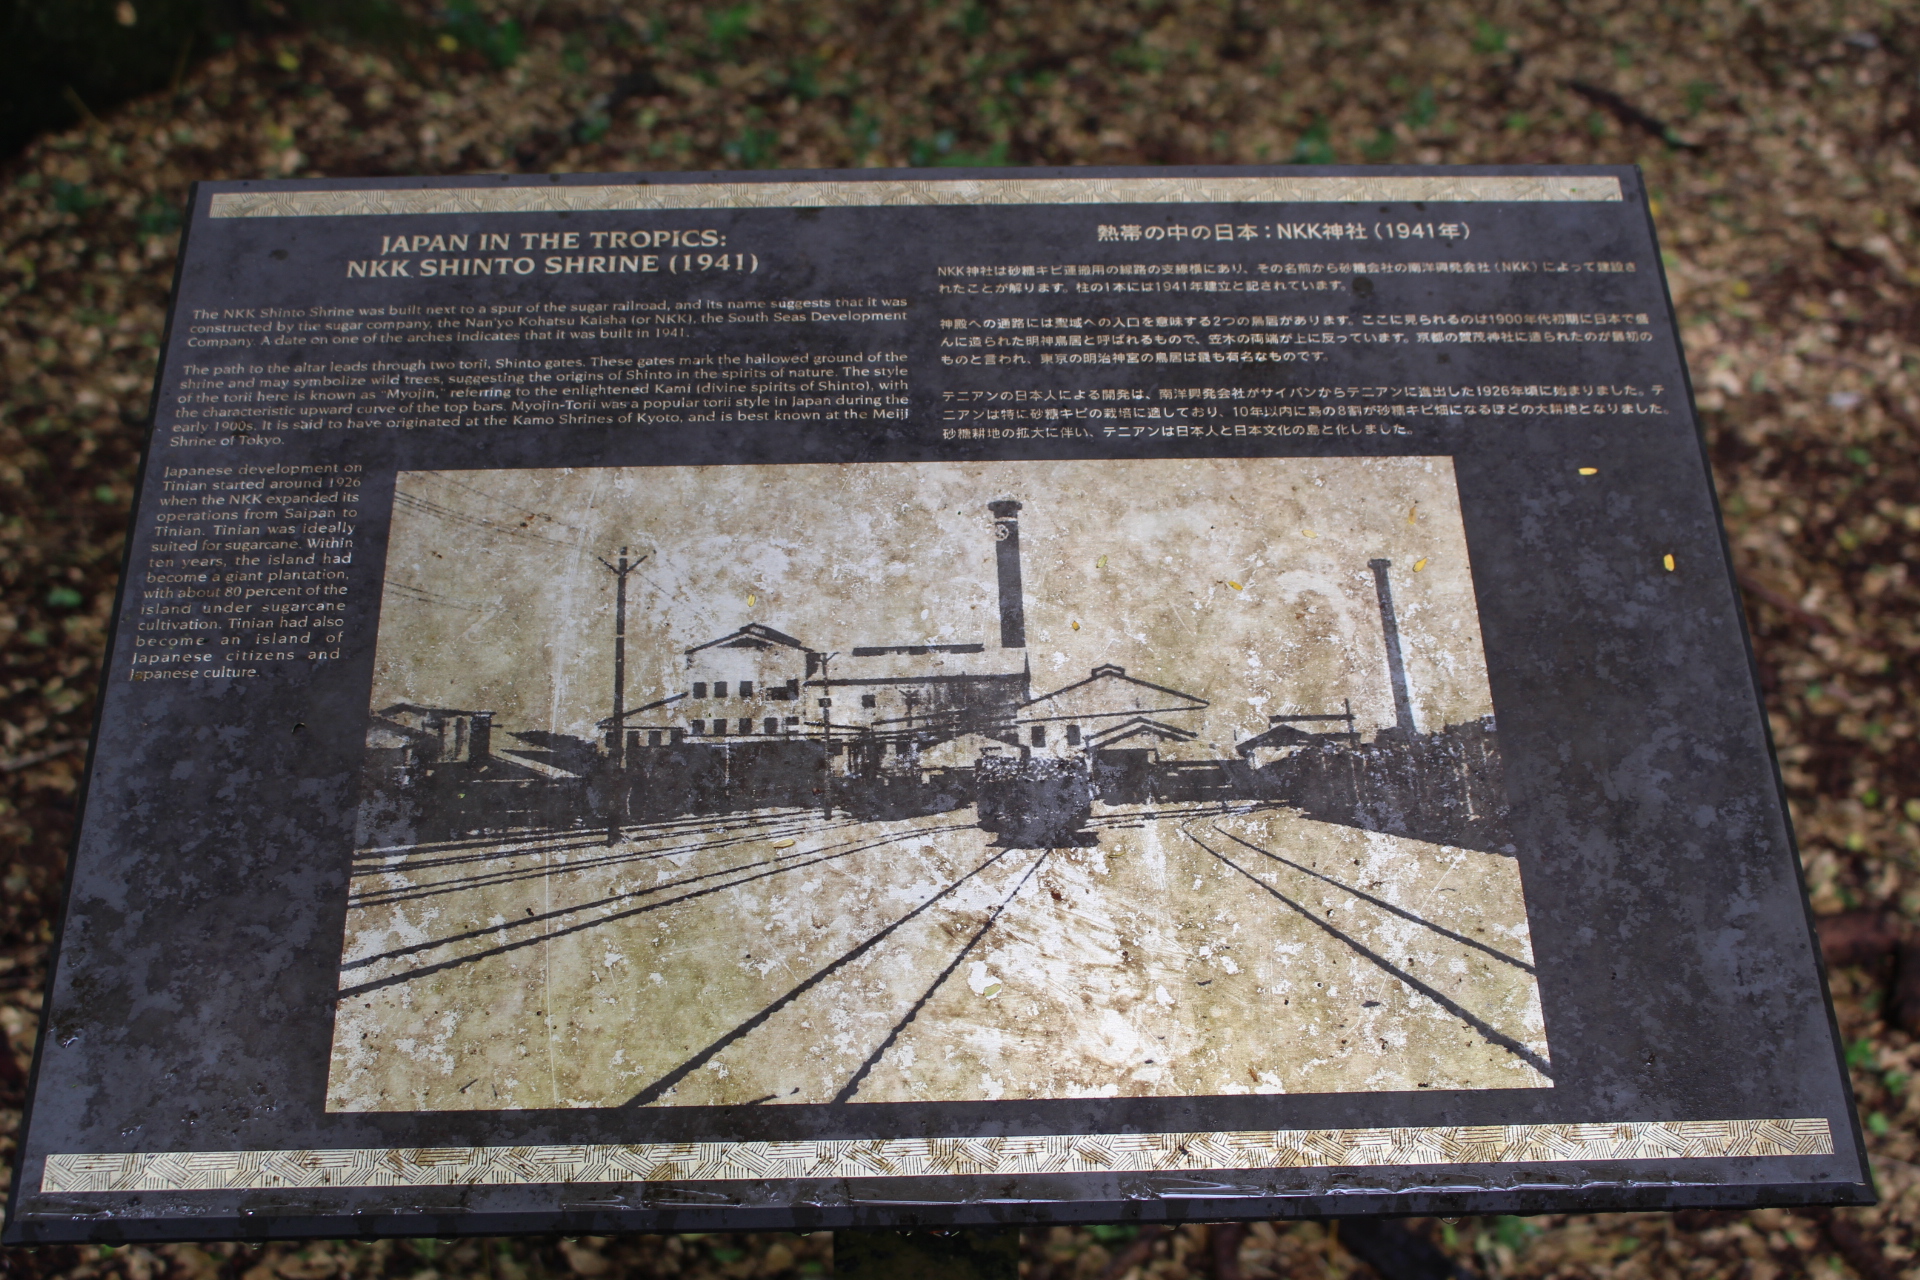 JAPAN IN THE TROPICS:
NKK SHINTO SHRINE (1941)
The NKK Shinto Shrine was built next to a spur of the sugar railroad, and its name suggests that it was
constructed by the sugar company, the Nan'yo Kohatsu Kaisha (or NKK), the South Seas Development
Company. A date on one of the arches indicates that it was built in 1941.
The path to the altar leads through two torii, Shinto gates. These gates mark the hallowed ground of the
shrine and may symbolize wild trees, suggesting the origins of Shinto in the spirits of nature. The style
of the torii here is known as "Myojin," referring to the enlightened Kami (divine spirits of Shinto), with
the characteristic upward curve of the top bars. Myojin-Torii was a popular torii style in Japan during the
early 1900s. It is said to have originated at the Kamo Shrines of Kyoto, and is best known at the Meiji
Shrine of Tokyo.
Japanese development on
Tinian started around 1926
when the NKK expanded its
operations from Saipan to
Tinian. Tinian was ideally
suited for sugarcane. Within
ten years, the island had
become a giant plantation,
with about 80 percent of the
island under sugarcane
cultivation. Tinian had also
become an island of
Japanese citizens and
Japanese culture.
熱帯の中の日本：NKK神社（1941年）
NKK神社は砂糖キビ運搬用の線路の支線横にあり、その名前から砂糖会社の南洋興発会社（NKK）によって建設さ
れたことが解ります。柱の1本には1941年建立と記されています。
神殿への通路には聖域への入口を意味する2つの鳥居があります。ここに見られるのは1900年代初期に日本で盛
んに造られた明神鳥居と呼ばれるもので、笠木の両端が上に反っています。京都の賀茂神社に造られたのが最初の
ものと言われ、東京の明治神宮の鳥居は最も有名なものです。
テニアンの日本人による開発は、南洋興発会社がサイパンからテニアンに進出した1926年頃に始まりました。テ
ニアンは特に砂糖キビの栽培に適しており、10年以内に島の8割が砂糖キビ畑になるほどの大耕地となりました。
砂糖耕地の拡大に伴い、テニアンは日本人と日本文化の島と化しました。